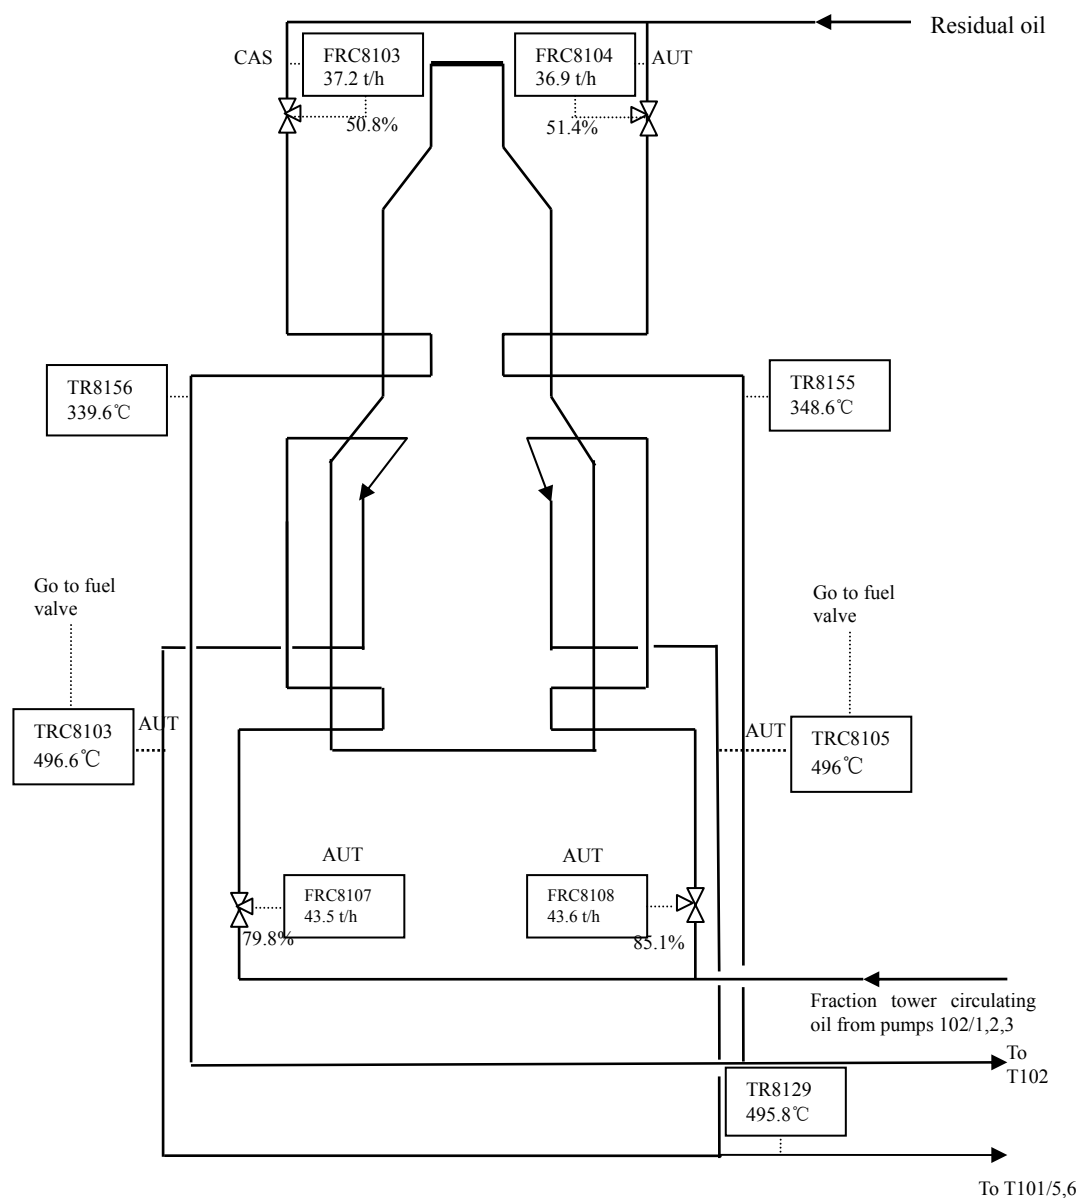 Residual oil
CAS
FRC8103
37.2 t/h
FRC8104
36.9 t/h
AUT
50.8%
51.4%
TR8156
339.6℃
TR8155
348.6℃
Go to fuel
valve
Go to fuel
valve
TRC8103
496.6℃
AUT
AUT
TRC8105
496℃
AUT
AUT
FRC8107
43.5 t/h
FRC8108
43.6 t/h
79.8%
85.1%
Fraction tower circulating
oil from pumps 102/1,2,3
To
T102
TR8129
495.8℃
To T101/5,6